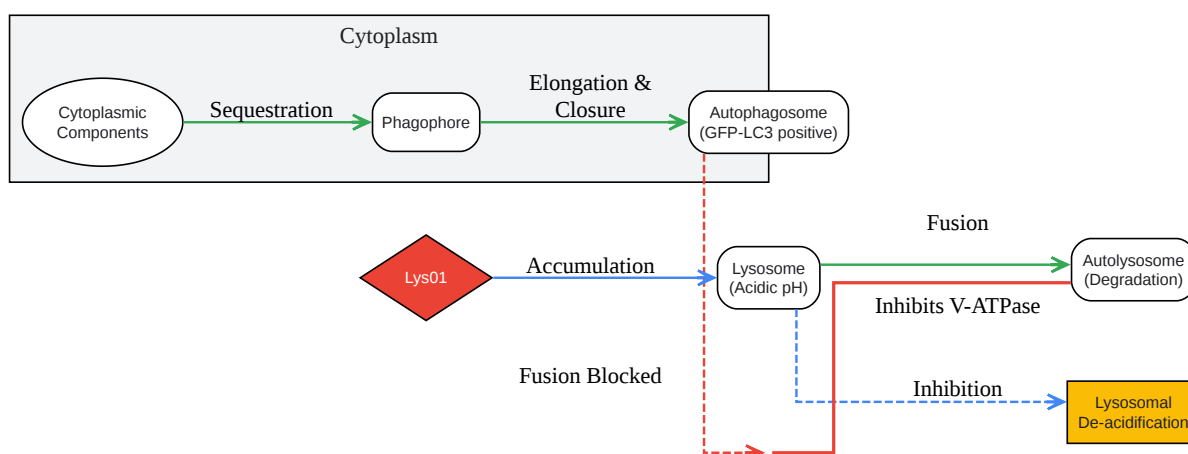 Cytoplasm
Cytoplasmic
Components
Sequestration
Phagophore
Elongation &
Closure
Autophagosome
(GFP-LC3 positive)
Lys01
Accumulation
Lysosome
(Acidic pH)
Fusion
Autolysosome
(Degradation)
Inhibits V-ATPase
Fusion Blocked
Inhibition
Lysosomal
De-acidification